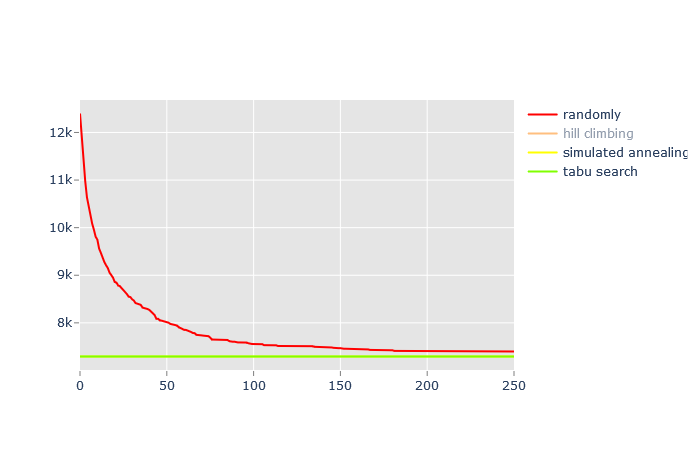 12k
11k
10k
9k
8k
0
50
100
150
200
250
randomly
hill climbing
simulated annealing
tabu search